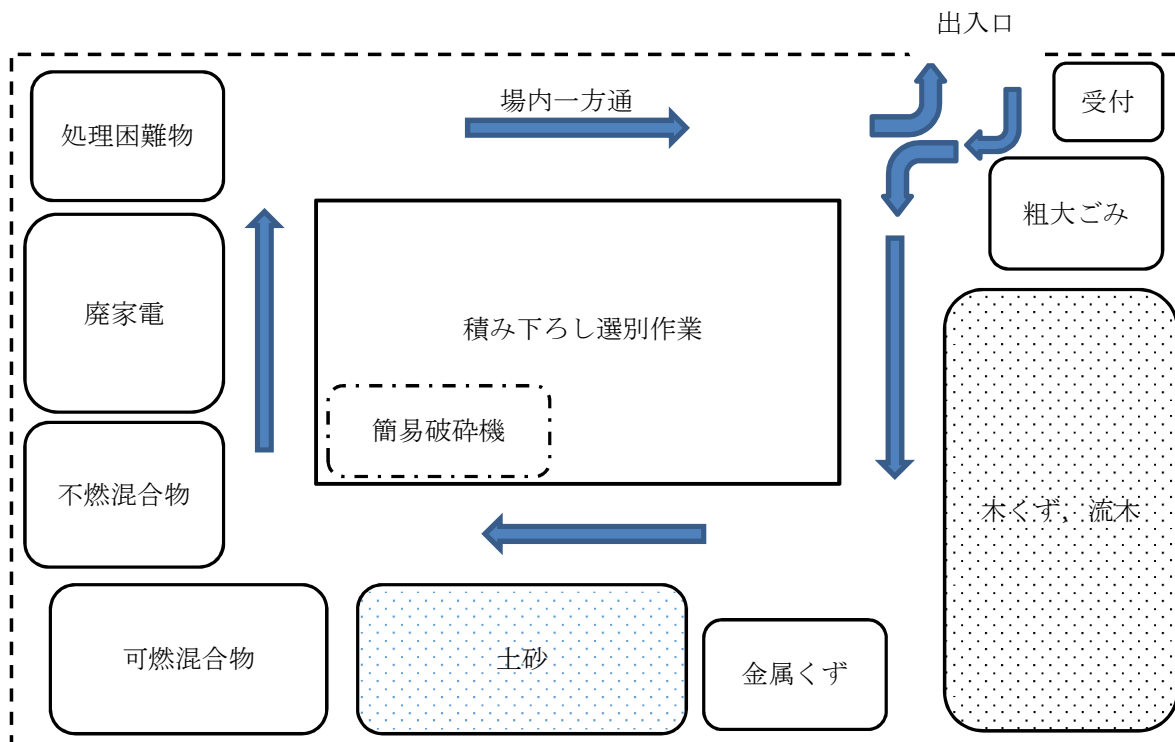 出入口
受付
場内一方通
処理困難物
粗大ごみ
廃家電
積み下ろし選別作業
簡易破砕機
不燃混合物
木くず，流木
可燃混合物
土砂
金属くず